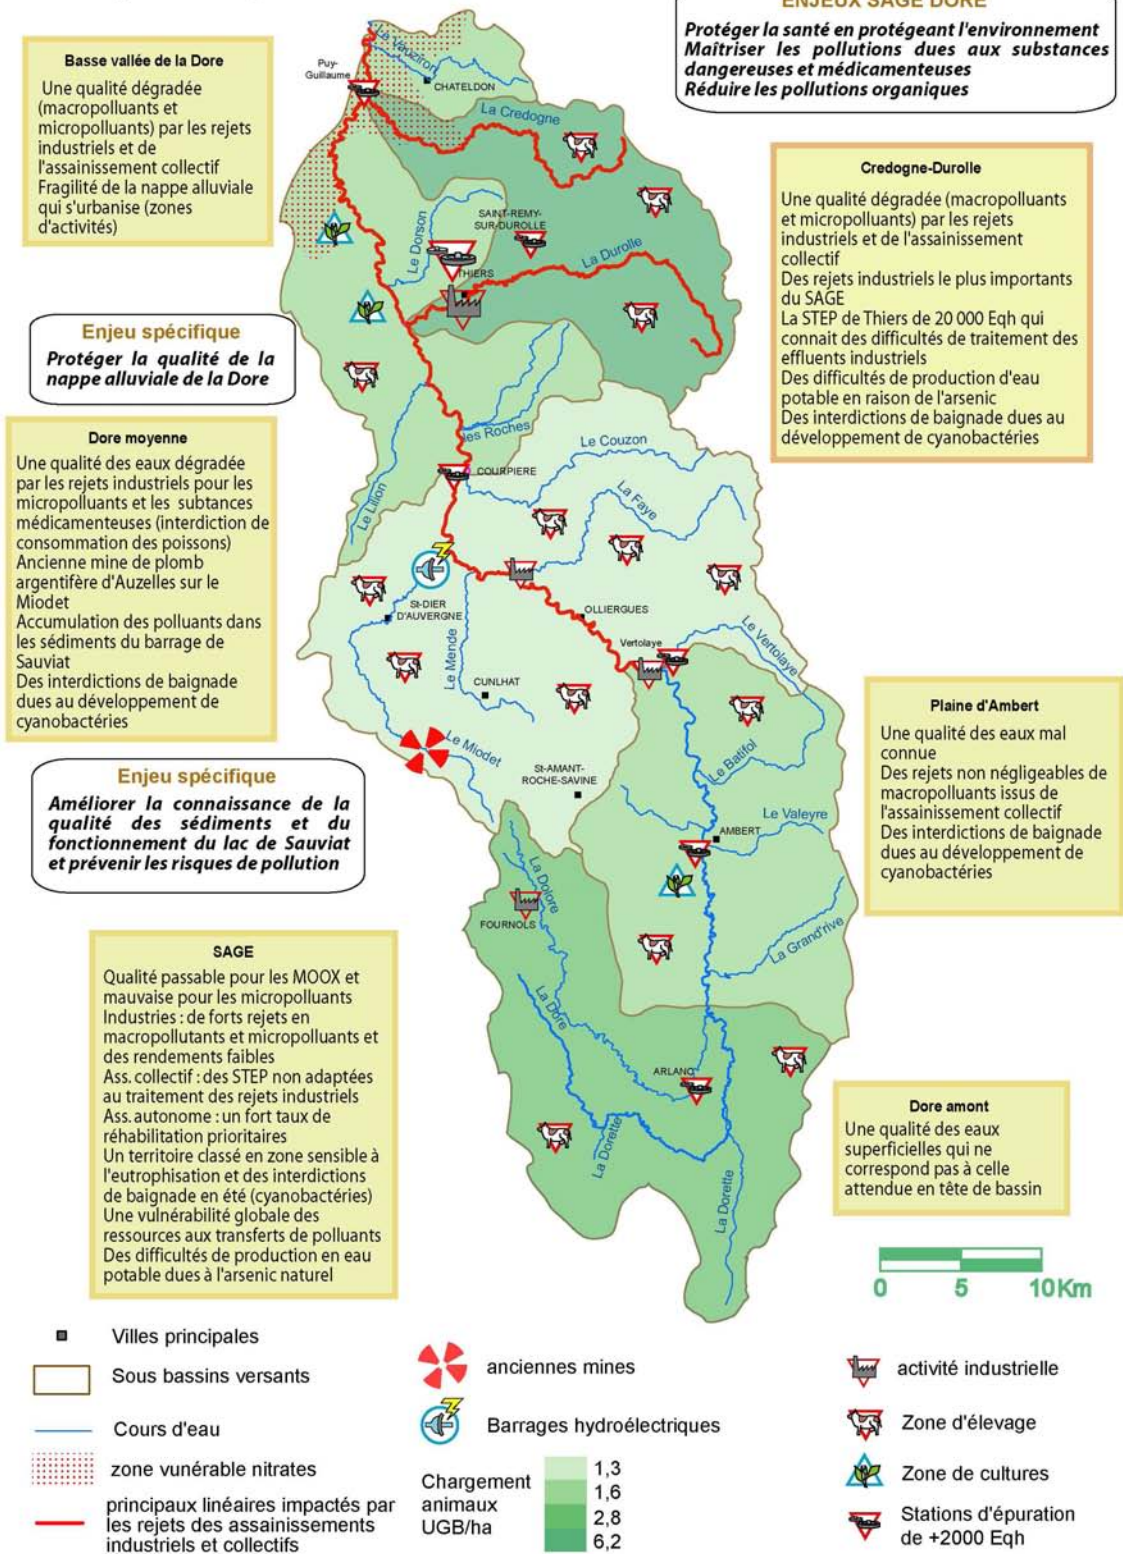 ENJEUX SAGE DORE
Protéger la santé en protégeant l'environnement
Maîtriser les pollutions dues aux substances
dangereuses et médicamenteuses
Réduire les pollutions organiques
Basse vallée de la Dore
Une qualité dégradée
(macropolluants et
micropolluants) par les rejets
industriels et de
l'assainissement collectif
Fragilité de la nappe alluviale
qui s'urbanise (zones
d'activités)
Credogne-Durolle
Une qualité dégradée (macropolluants
et micropolluants) par les rejets
industriels et de l'assainissement
collectif
Des rejets industriels le plus importants
du SAGE
La STEP de Thiers de 20 000 Eqh qui
connait des difficultés de traitement des
effluents industriels
Des difficultés de production d'eau
potable en raison de l'arsenic
Des interdictions de baignade dues au
développement de cyanobactéries
Enjeu spécifique
Protéger la qualité de la
nappe alluviale de la Dore
Dore moyenne
Une qualité des eaux dégradée
par les rejets industriels pour les
micropolluants et les subtances
médicamenteuses (interdiction de
consommation des poissons)
Ancienne mine de plomb
argentifère d'Auzelles sur le
Miodet
Accumulation des polluants dans
les sédiments du barrage de
Sauviat
Des interdictions de baignade
dues au développement de
cyanobactéries
Enjeu spécifique
Améliorer la connaissance de la
qualité des sédiments et du
fonctionnement du lac de Sauviat
et prévenir les risques de pollution
Plaine d'Ambert
Une qualité des eaux mal
connue
Des rejets non négligeables de
macropolluants issus de
l'assainissement collectif
Des interdictions de baignade
dues au développement de
cyanobactéries
SAGE
Qualité passable pour les MOOX et
mauvaise pour les micropolluants
Industries : de forts rejets en
macropollutants et micropolluants et
des rendements faibles
Ass. collectif : des STEP non adaptées
au traitement des rejets industriels
Ass. autonome : un fort taux de
réhabilitation prioritaires
Un territoire classé en zone sensible à
l'eutrophisation et des interdictions
de baignade en été (cyanobactéries)
Une vulnérabilité globale des
ressources aux transferts de polluants
Des difficultés de production en eau
potable dues à l'arsenic naturel
Dore amont
Une qualité des eaux
superficielles qui ne
correspond pas à celle
attendue en tête de bassin
Le Vauziron
Puy-
Guillaume
CHATELDON
La Credogne
Le Dorson
SAINT-REMY-
SUR-DUROLLE
La Durolle
THIERS
les Roches
Le Lilion
COURPIERE
Le Couzon
La Faye
St-DIER
D'AUVERGNE
OLLIERGUES
Le Mende
Vertolaye
Le Vertolaye
CUNLHAT
Le Miodet
St-AMANT-
ROCHE-SAVINE
Le Batifol
Le Valeyre
AMBERT
La Dolore
FOURNOLS
La Grand'rive
La Dore
ARLANC
La Dorette
La Dorette
0 5 10 Km
Villes principales
Sous bassins versants
Cours d'eau
zone vunérable nitrates
principaux linéaires impactés par
les rejets des assainissements
industriels et collectifs
anciennes mines
Barrages hydroélectriques
Chargement
animaux
UGB/ha
1,3
1,6
2,8
6,2
activité industrielle
Zone d'élevage
Zone de cultures
Stations d'épuration
de +2000 Eqh